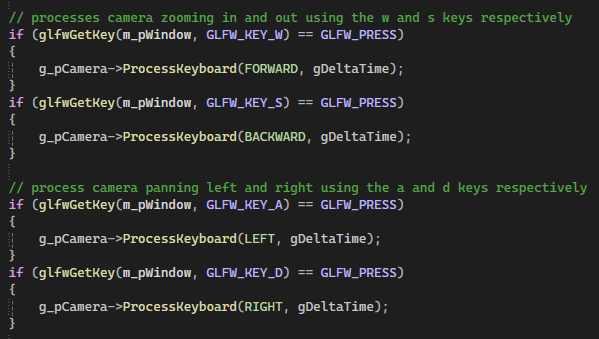 // processes camera zooming in and out using the w and s keys respectively
if (glfwGetKey(m_pWindow, GLFW_KEY_W) == GLFW_PRESS)
{
    g_pCamera->ProcessKeyboard(FORWARD, gDeltaTime);
}
if (glfwGetKey(m_pWindow, GLFW_KEY_S) == GLFW_PRESS)
{
    g_pCamera->ProcessKeyboard(BACKWARD, gDeltaTime);
}

// process camera panning left and right using the a and d keys respectively
if (glfwGetKey(m_pWindow, GLFW_KEY_A) == GLFW_PRESS)
{
    g_pCamera->ProcessKeyboard(LEFT, gDeltaTime);
}
if (glfwGetKey(m_pWindow, GLFW_KEY_D) == GLFW_PRESS)
{
    g_pCamera->ProcessKeyboard(RIGHT, gDeltaTime);
}